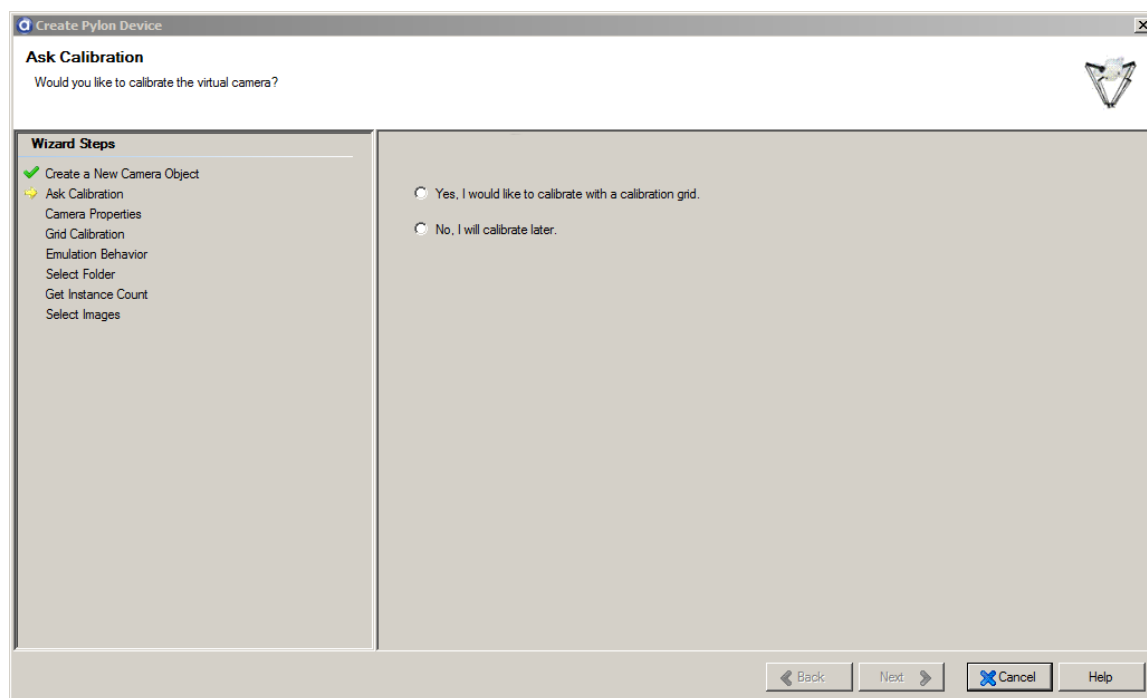 Create Pylon Device
Ask Calibration
Would you like to calibrate the virtual camera?
Wizard Steps
Create a New Camera Object
Ask Calibration
Camera Properties
Grid Calibration
Emulation Behavior
Select Folder
Get Instance Count
Select Images
Yes, I would like to calibrate with a calibration grid.
No, I will calibrate later.
Back
Next
Cancel
Help